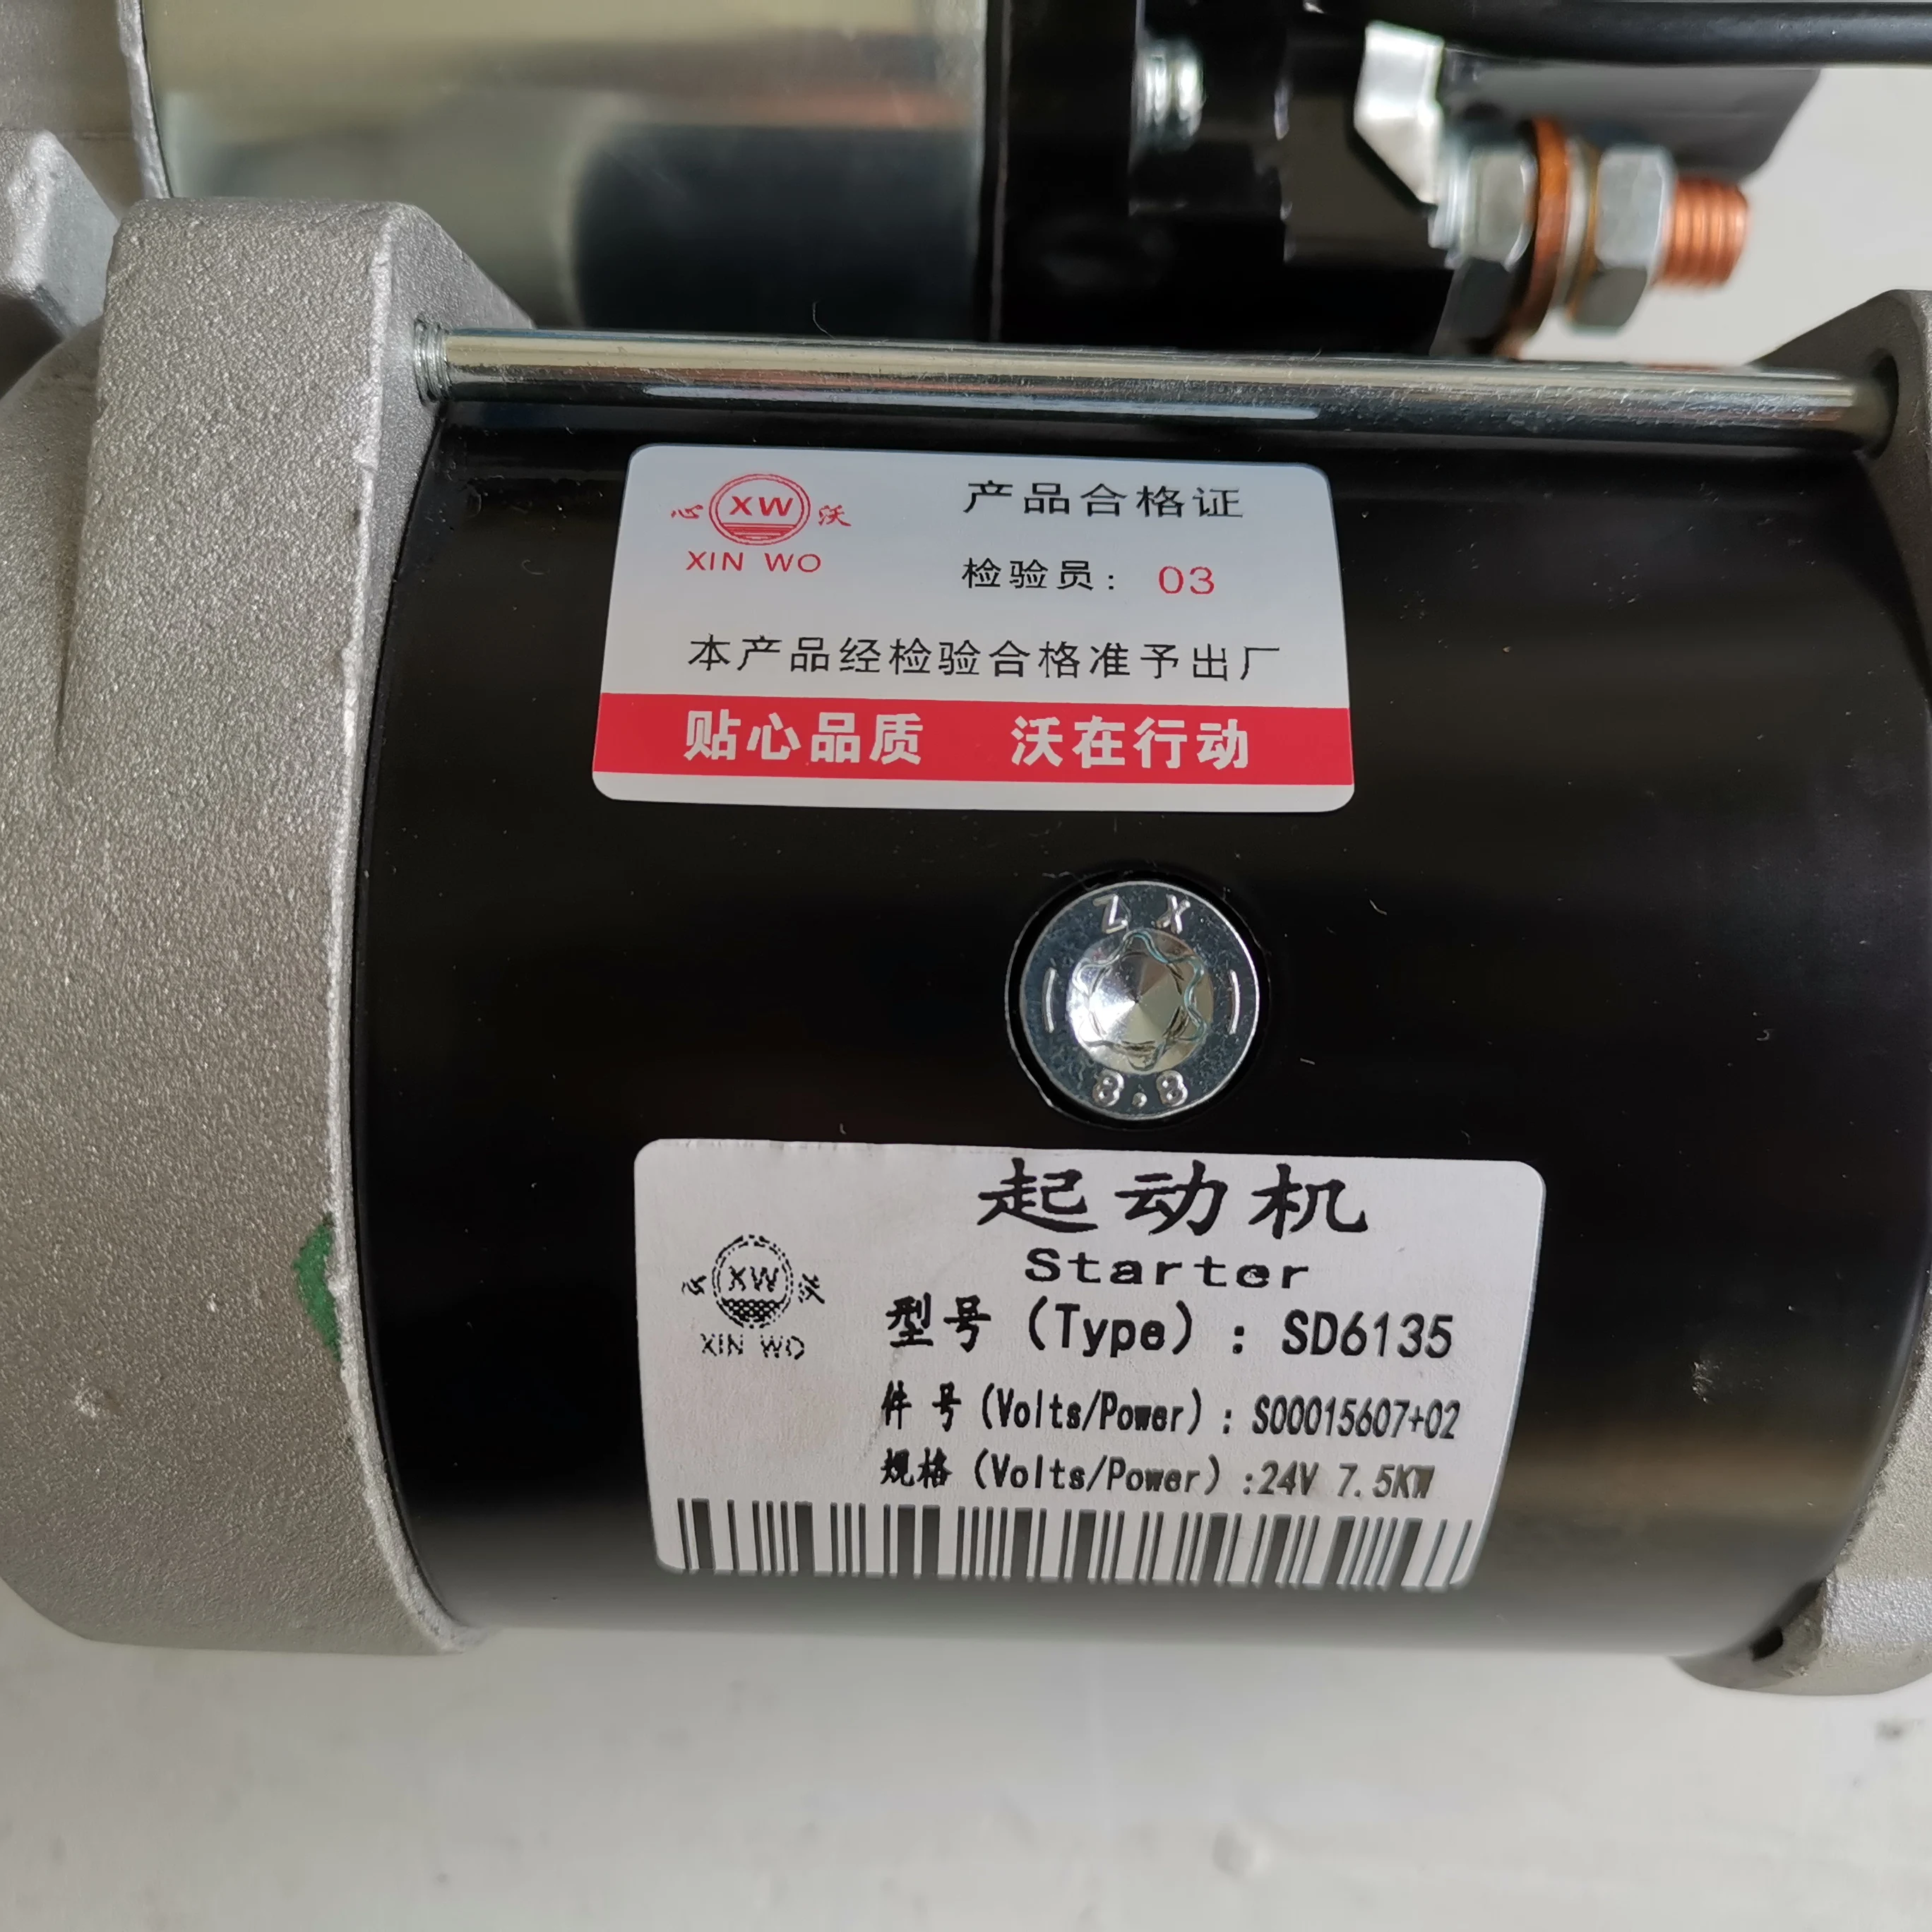 心 XW 沃
XIN WO
产品合格证
检验员: 03
本产品经检验合格准予出厂
贴心品质 沃在行动
ZX
8.8
起动机
Starter
心 XW 沃
XIN WO
型号（Type）: SD6135
件 号（Volts/Power）: S00015607+02
规格（Volts/Power）:24V 7.5KW